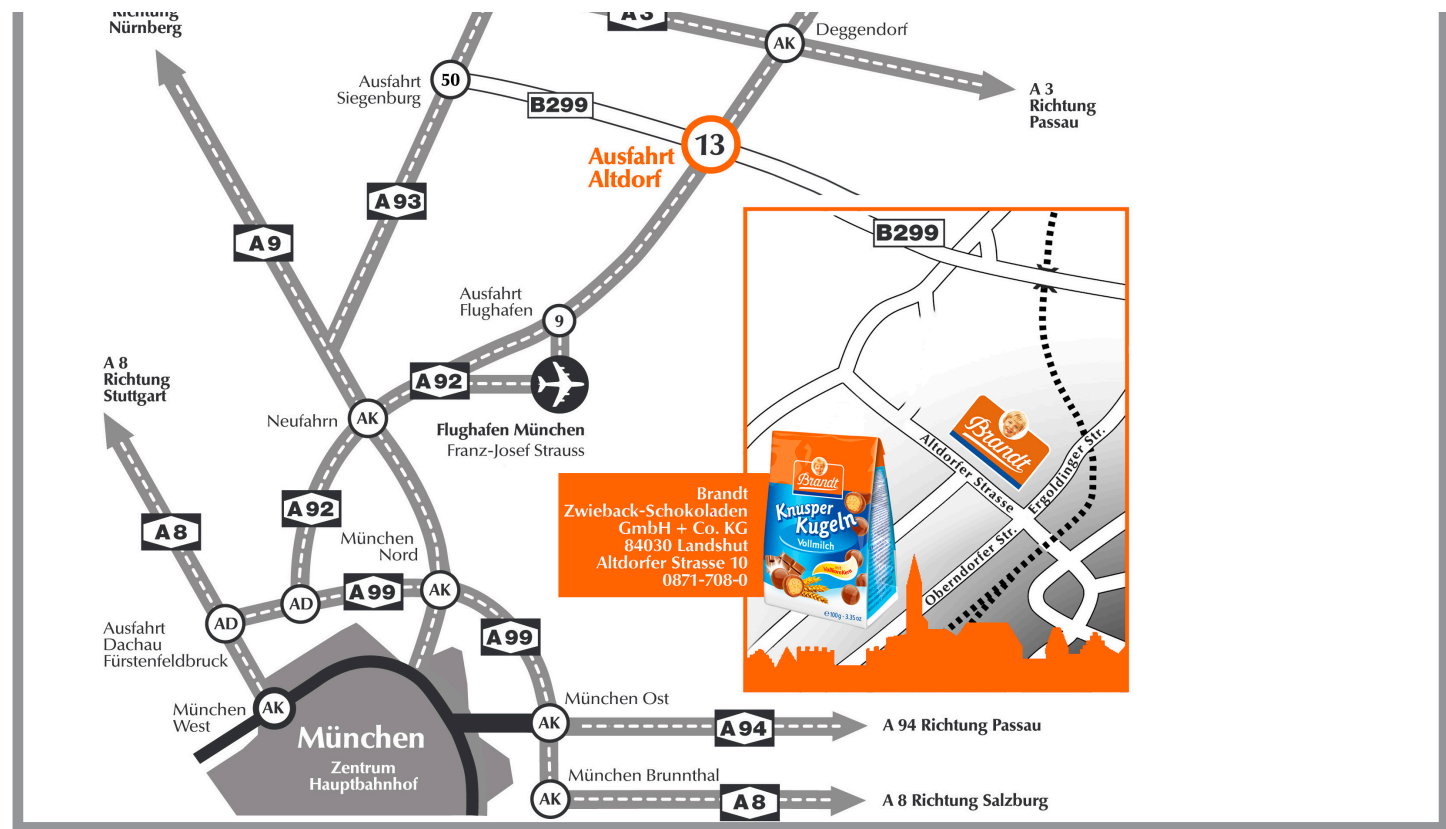 Richtung
Nürnberg
A3
AK
Deggendorf
A 3
Richtung
Passau
Ausfahrt
Siegenburg
50
B299
13
Ausfahrt
Altdorf
A93
A9
B299
Ausfahrt
Flughafen
9
A 8
Richtung
Stuttgart
A92
Neufahrn
AK
Flughafen München
Franz-Josef Strauss
Brandt
Altdorfer Strasse
Ergoldinger Str.
Oberndorfer Str.
Brandt
Zwieback-Schokoladen
GmbH + Co. KG
84030 Landshut
Altdorfer Strasse 10
0871-708-0
Brandt
Knusper
Kugeln
Vollmilch
℮100g - 3.35 oz
A92
A8
München
Nord
A99
AK
AD
AD
Ausfahrt
Dachau
Fürstenfeldbruck
A99
München
West
AK
München
Zentrum
Hauptbahnhof
München Ost
AK
A94
A 94 Richtung Passau
München Brunnthal
AK
A8
A 8 Richtung Salzburg